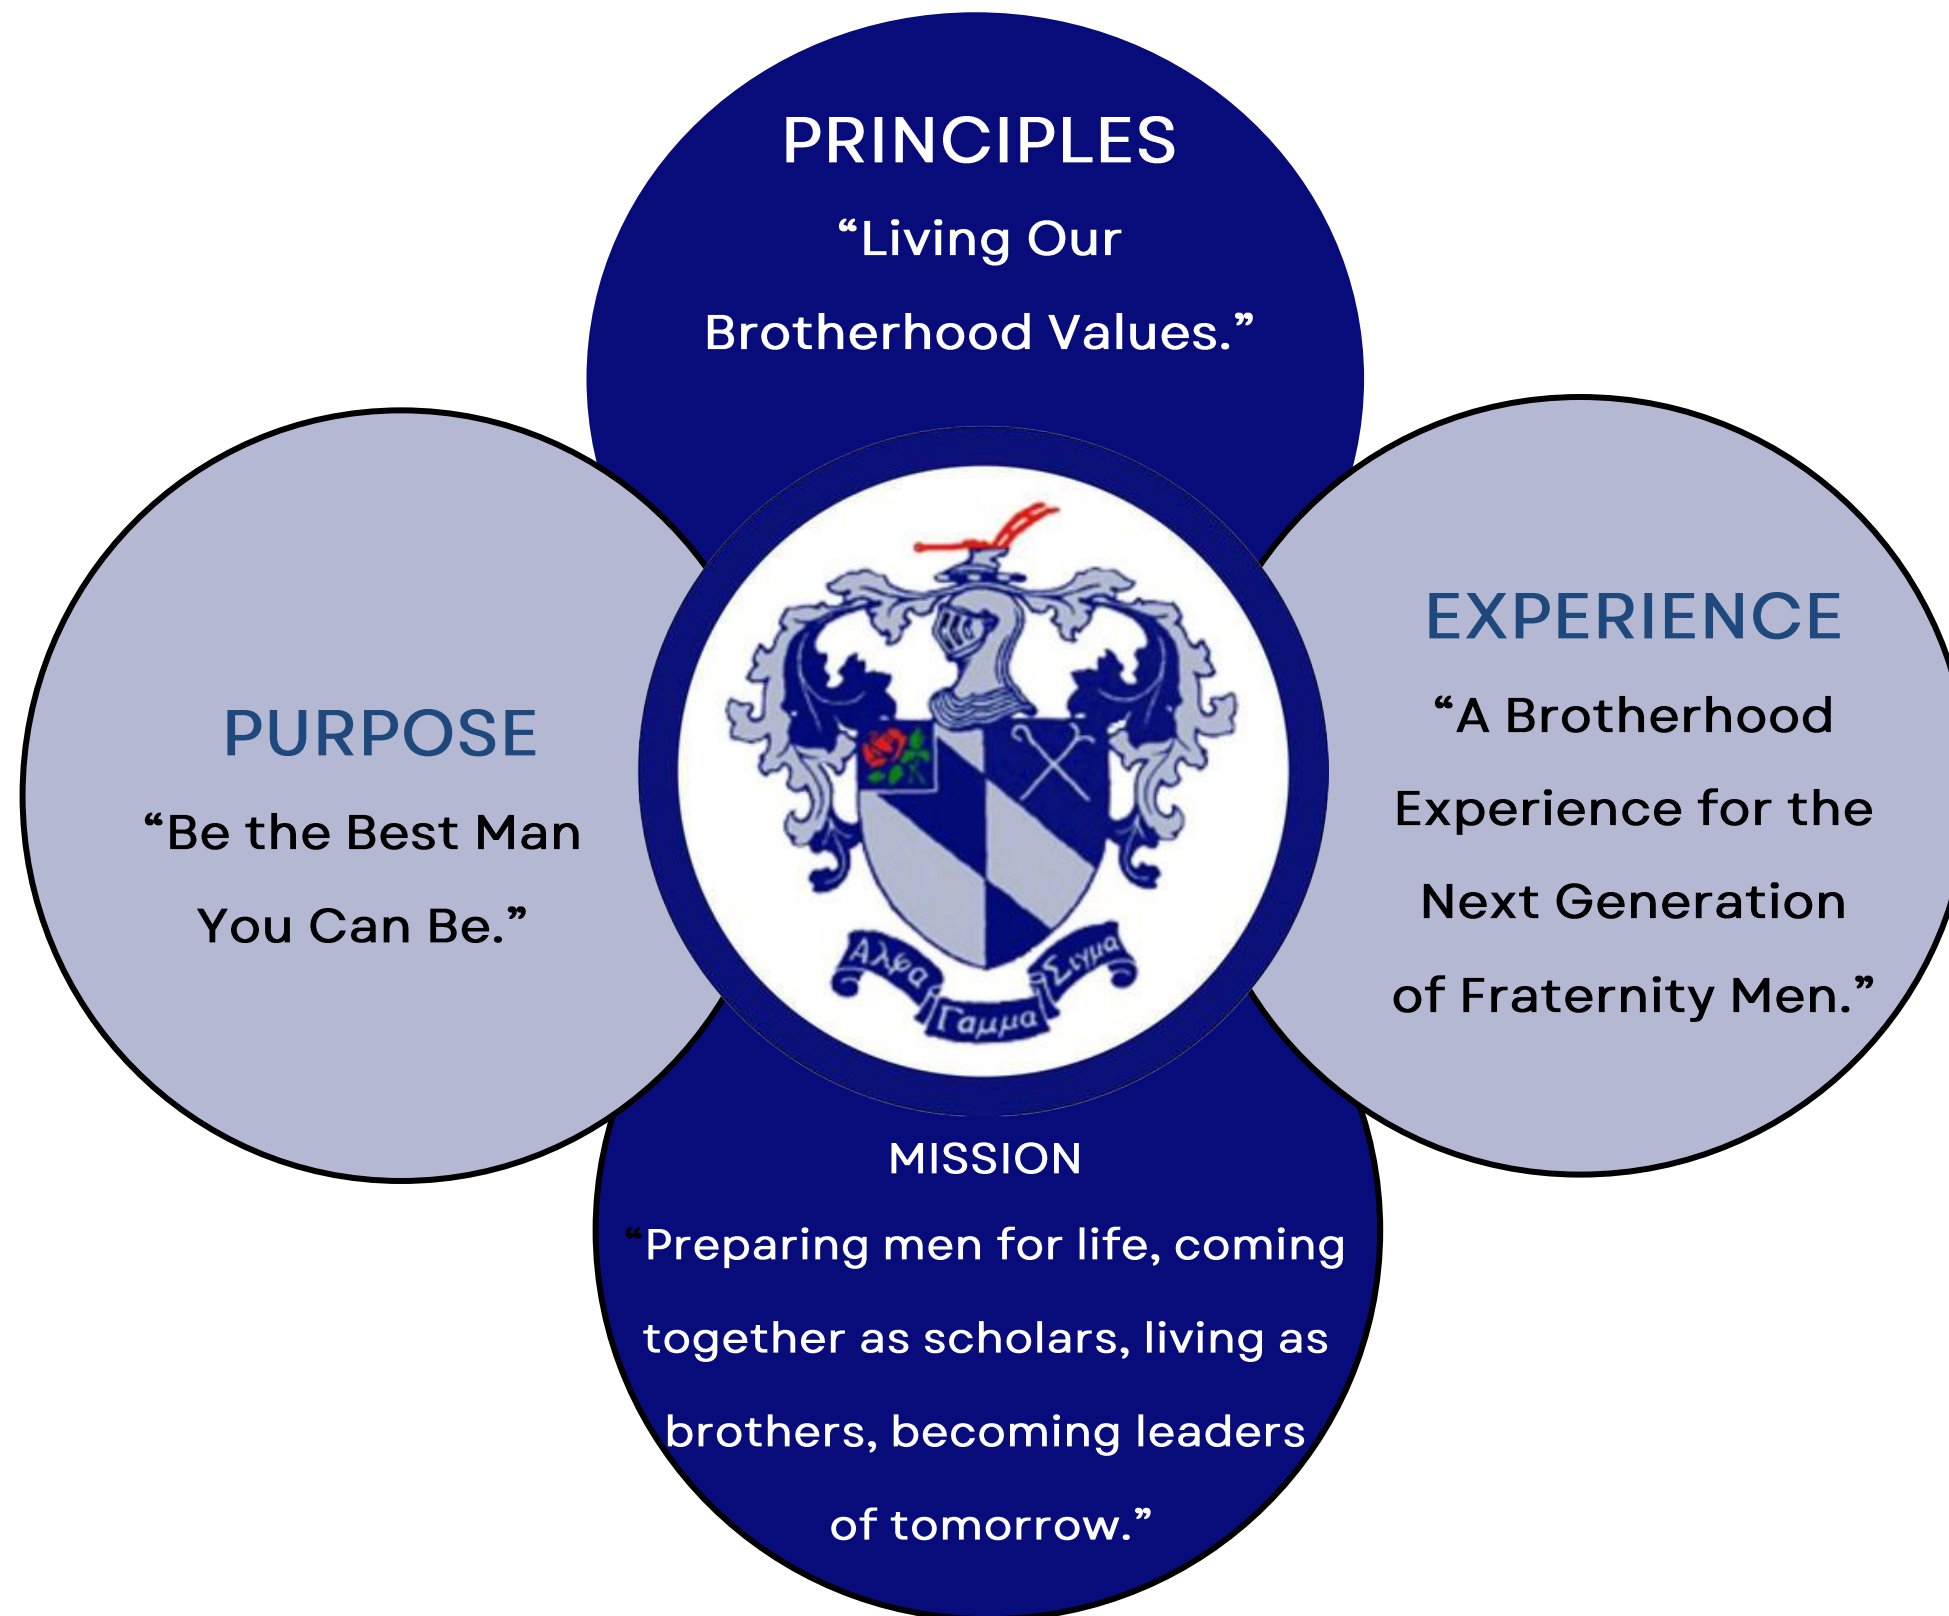 PRINCIPLES
“Living Our
Brotherhood Values.”
PURPOSE
“Be the Best Man
You Can Be.”
Αλφα
Γαμμα
Σιγμα
EXPERIENCE
“A Brotherhood
Experience for the
Next Generation
of Fraternity Men.”
MISSION
“Preparing men for life, coming
together as scholars, living as
brothers, becoming leaders
of tomorrow.”